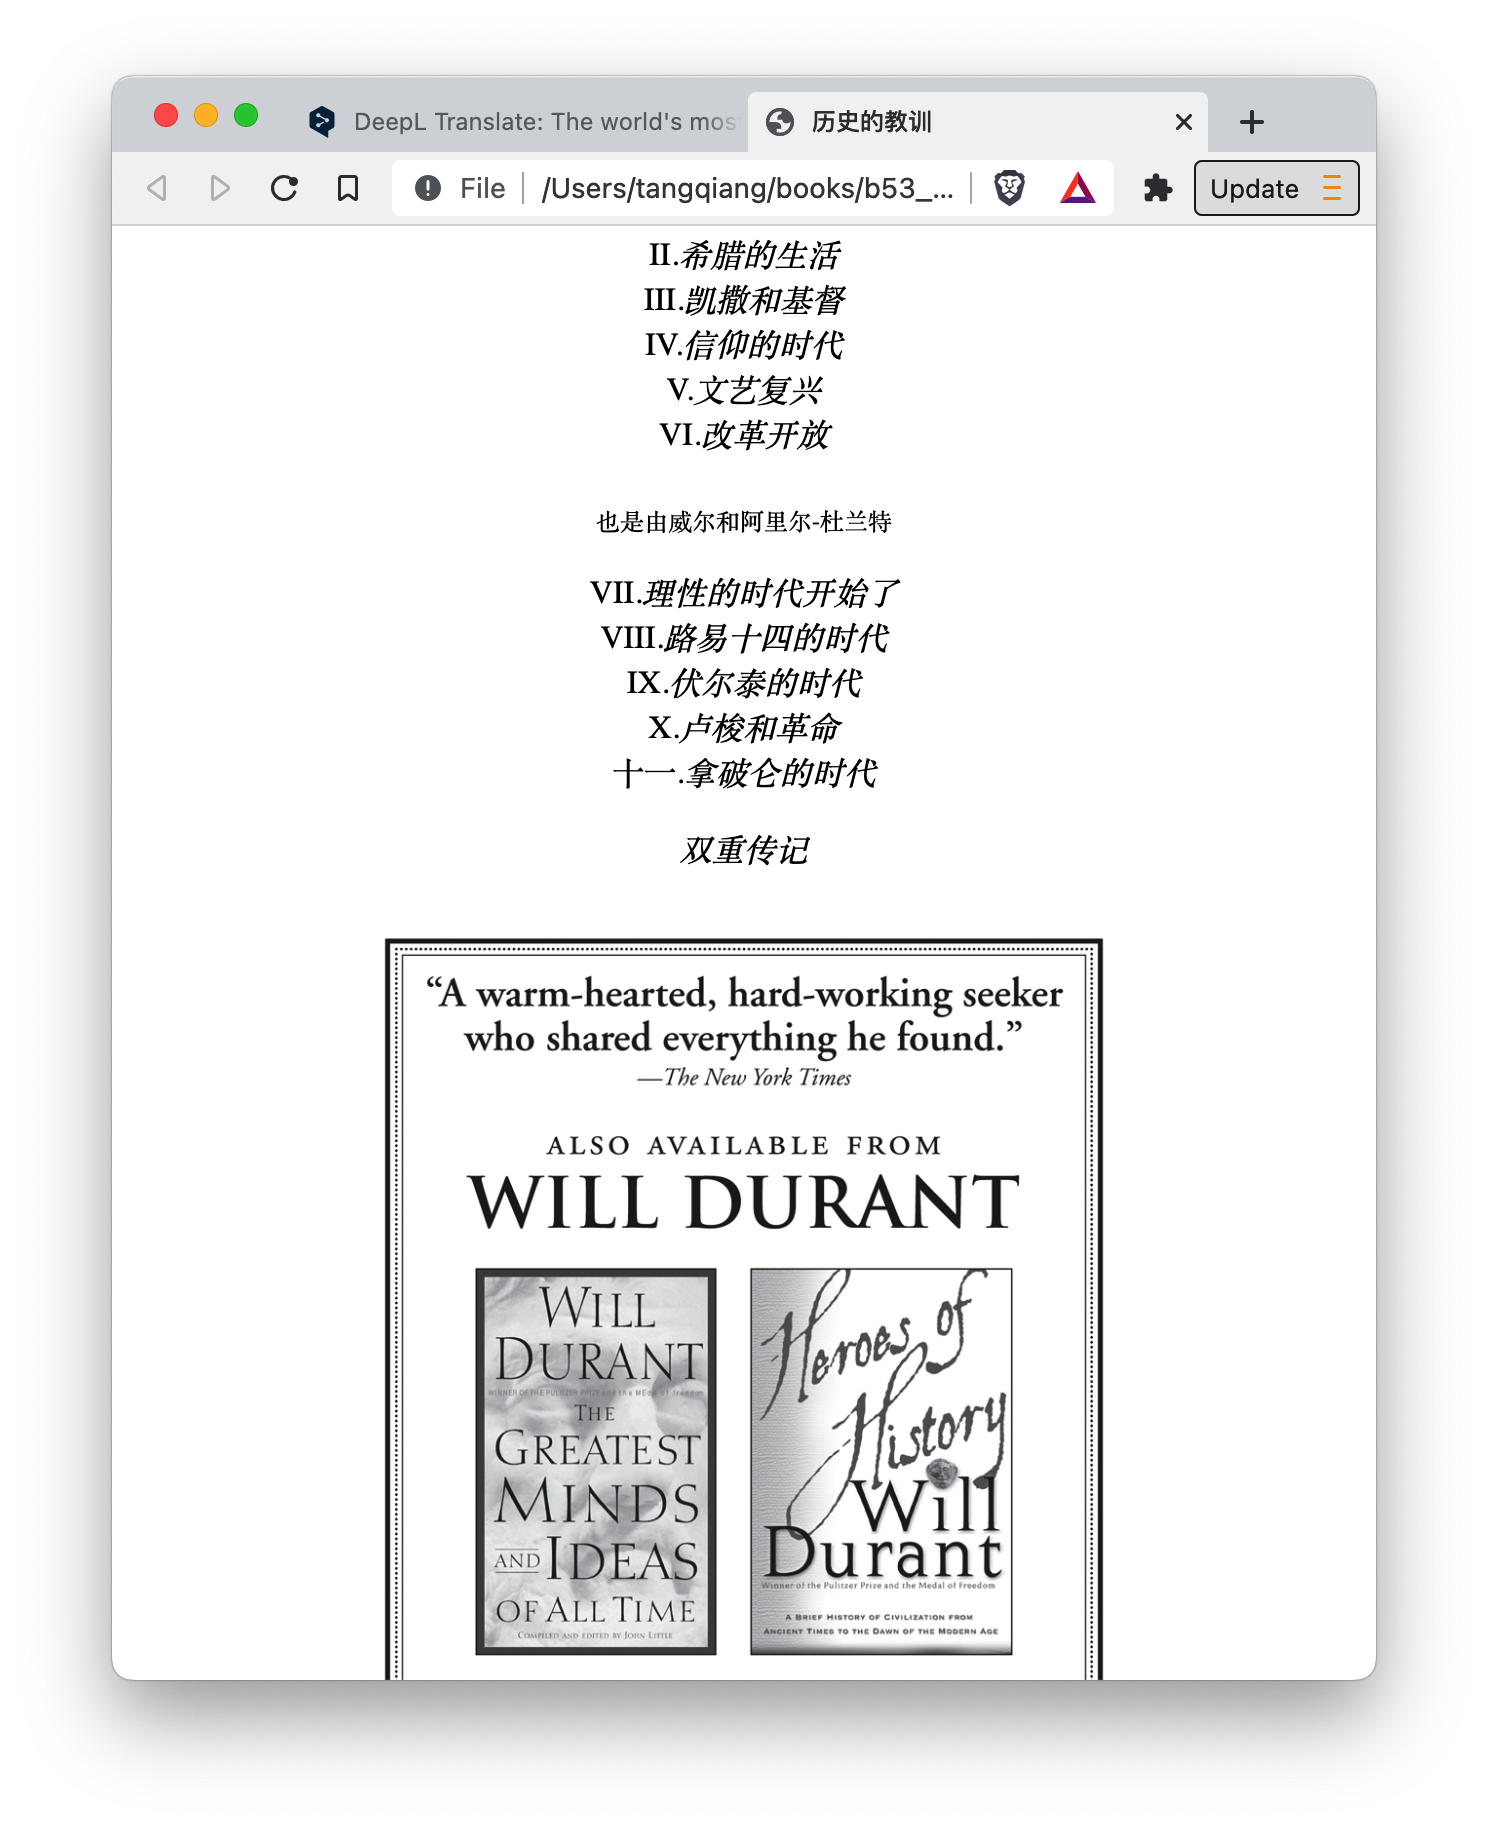 DeepL Translate: The world's mos
历史的教训
File
/Users/tangqiang/books/b53_...
Update
II.希腊的生活
III.凯撒和基督
IV.信仰的时代
V.文艺复兴
VI.改革开放
也是由威尔和阿里尔-杜兰特
VII.理性的时代开始了
VIII.路易十四的时代
IX.伏尔泰的时代
X.卢梭和革命
十一.拿破仑的时代
双重传记
“A warm-hearted, hard-working seeker
who shared everything he found.”
—The New York Times
ALSO AVAILABLE FROM
WILL DURANT
WILL
DURANT
WINNER OF THE PULITZER PRIZE and the MEdal of freedom
THE
GREATEST
MINDS
AND IDEAS
OF ALL TIME
COMPILED AND EDITED BY JOHN LITTLE
Heroes of
History
Will
Durant
Winner of the Pulitzer Prize and the Medal of Freedom
A BRIEF HISTORY OF CIVILIZATION FROM
ANCIENT TIMES TO THE DAWN OF THE MODERN AGE